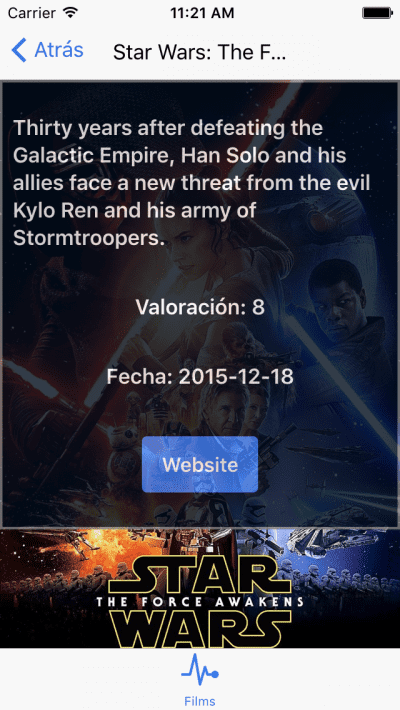 Carrier 11:21 AM
Atrás Star Wars: The F...
Thirty years after defeating the
Galactic Empire, Han Solo and his
allies face a new threat from the evil
Kylo Ren and his army of
Stormtroopers.
Valoración: 8
Fecha: 2015-12-18
Website
STAR
THE FORCE AWAKENS
WARS
Films